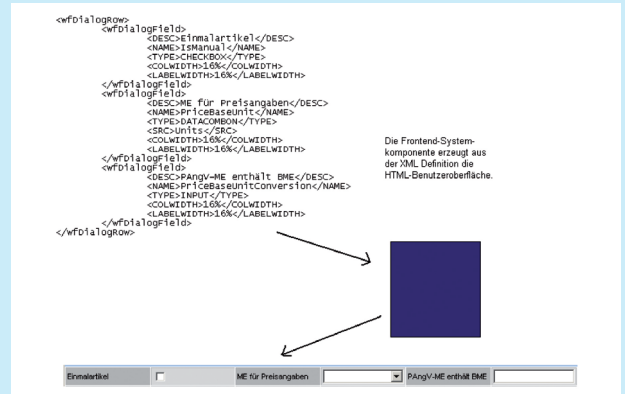 <wfDialogRow>
<wfDialogField>
<DESC>Einmalartikel</DESC>
<NAME>IsManual</NAME>
<TYPE>CHECKBOX</TYPE>
<COLWIDTH>16%</COLWIDTH>
<LABELWIDTH>16%</LABELWIDTH>
</wfDialogField>
<wfDialogField>
<DESC>ME für Preisangaben</DESC>
<NAME>PriceBaseUnit</NAME>
<TYPE>DATACOMBON</TYPE>
<SRC>Units</SRC>
<COLWIDTH>16%</COLWIDTH>
<LABELWIDTH>16%</LABELWIDTH>
</wfDialogField>
<wfDialogField>
<DESC>PAngV-ME enthält BME</DESC>
<NAME>PriceBaseUnitConversion</NAME>
<TYPE>INPUT</TYPE>
<COLWIDTH>16%</COLWIDTH>
<LABELWIDTH>16%</LABELWIDTH>
</wfDialogField>
</wfDialogRow>
Die Frontend-System-
komponente erzeugt aus
der XML Definition die
HTML-Benutzeroberfläche.
Einmalartikel ME für Preisangaben PAngV-ME enthält BME